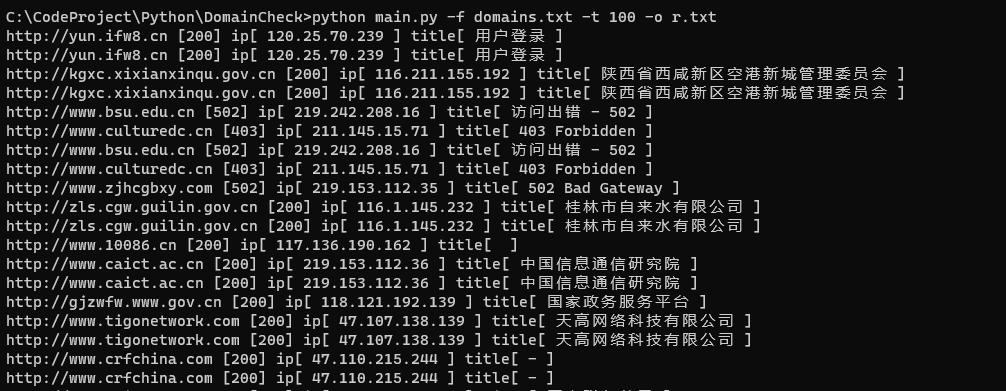 C:\CodeProject\Python\DomainCheck>python main.py -f domains.txt -t 100 -o r.txt
http://yun.ifw8.cn [200] ip[ 120.25.70.239 ] title[ 用户登录 ]
http://yun.ifw8.cn [200] ip[ 120.25.70.239 ] title[ 用户登录 ]
http://kgxc.xixianxinqu.gov.cn [200] ip[ 116.211.155.192 ] title[ 陕西省西咸新区空港新城管理委员会 ]
http://kgxc.xixianxinqu.gov.cn [200] ip[ 116.211.155.192 ] title[ 陕西省西咸新区空港新城管理委员会 ]
http://www.bsu.edu.cn [502] ip[ 219.242.208.16 ] title[ 访问出错 - 502 ]
http://www.culturedc.cn [403] ip[ 211.145.15.71 ] title[ 403 Forbidden ]
http://www.bsu.edu.cn [502] ip[ 219.242.208.16 ] title[ 访问出错 - 502 ]
http://www.culturedc.cn [403] ip[ 211.145.15.71 ] title[ 403 Forbidden ]
http://www.zjhcgbxy.com [502] ip[ 219.153.112.35 ] title[ 502 Bad Gateway ]
http://zls.cgw.guilin.gov.cn [200] ip[ 116.1.145.232 ] title[ 桂林市自来水有限公司 ]
http://zls.cgw.guilin.gov.cn [200] ip[ 116.1.145.232 ] title[ 桂林市自来水有限公司 ]
http://www.10086.cn [200] ip[ 117.136.190.162 ] title[  ]
http://www.caict.ac.cn [200] ip[ 219.153.112.36 ] title[ 中国信息通信研究院 ]
http://www.caict.ac.cn [200] ip[ 219.153.112.36 ] title[ 中国信息通信研究院 ]
http://gjzwfw.www.gov.cn [200] ip[ 118.121.192.139 ] title[ 国家政务服务平台 ]
http://www.tigonetwork.com [200] ip[ 47.107.138.139 ] title[ 天高网络科技有限公司 ]
http://www.tigonetwork.com [200] ip[ 47.107.138.139 ] title[ 天高网络科技有限公司 ]
http://www.crfchina.com [200] ip[ 47.110.215.244 ] title[ - ]
http://www.crfchina.com [200] ip[ 47.110.215.244 ] title[ - ]